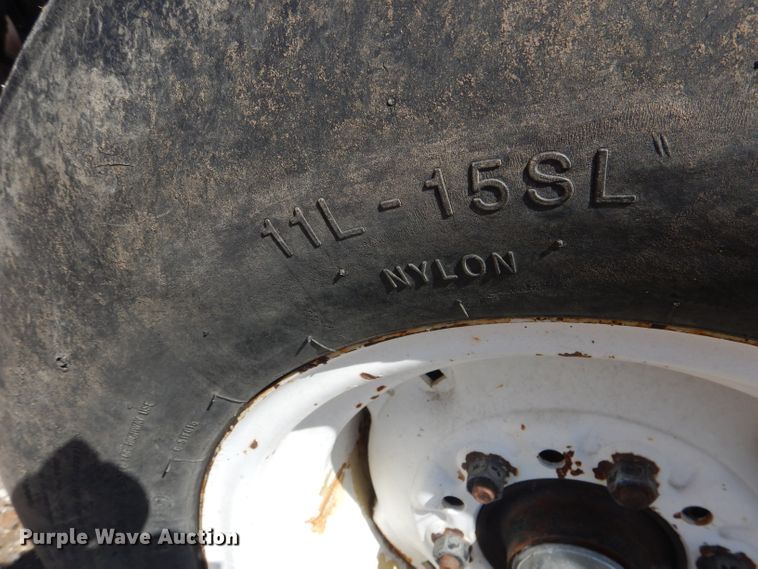 11L-15SL
NYLON
Purple Wave Auction